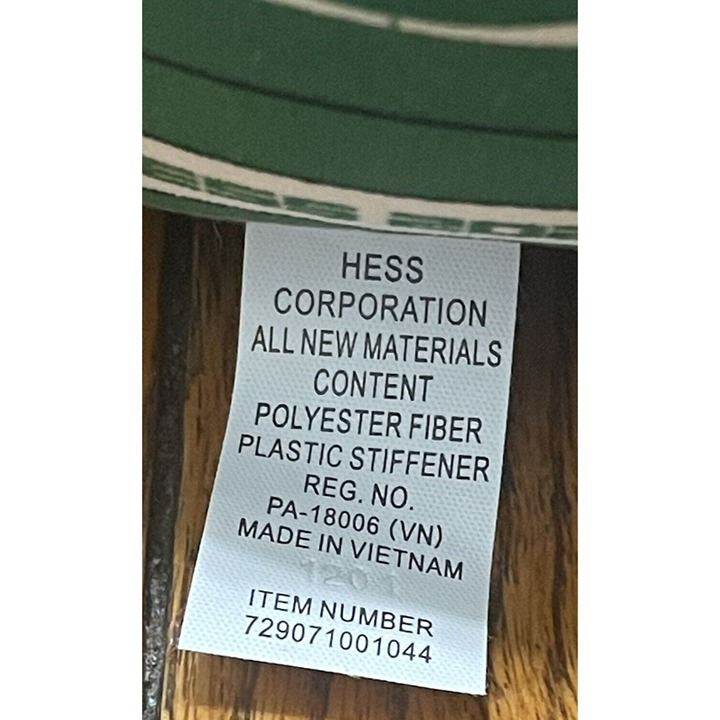 HESS
CORPORATION
ALL NEW MATERIALS
CONTENT
POLYESTER FIBER
PLASTIC STIFFENER
REG. NO.
PA-18006 (VN)
MADE IN VIETNAM
ITEM NUMBER
729071001044